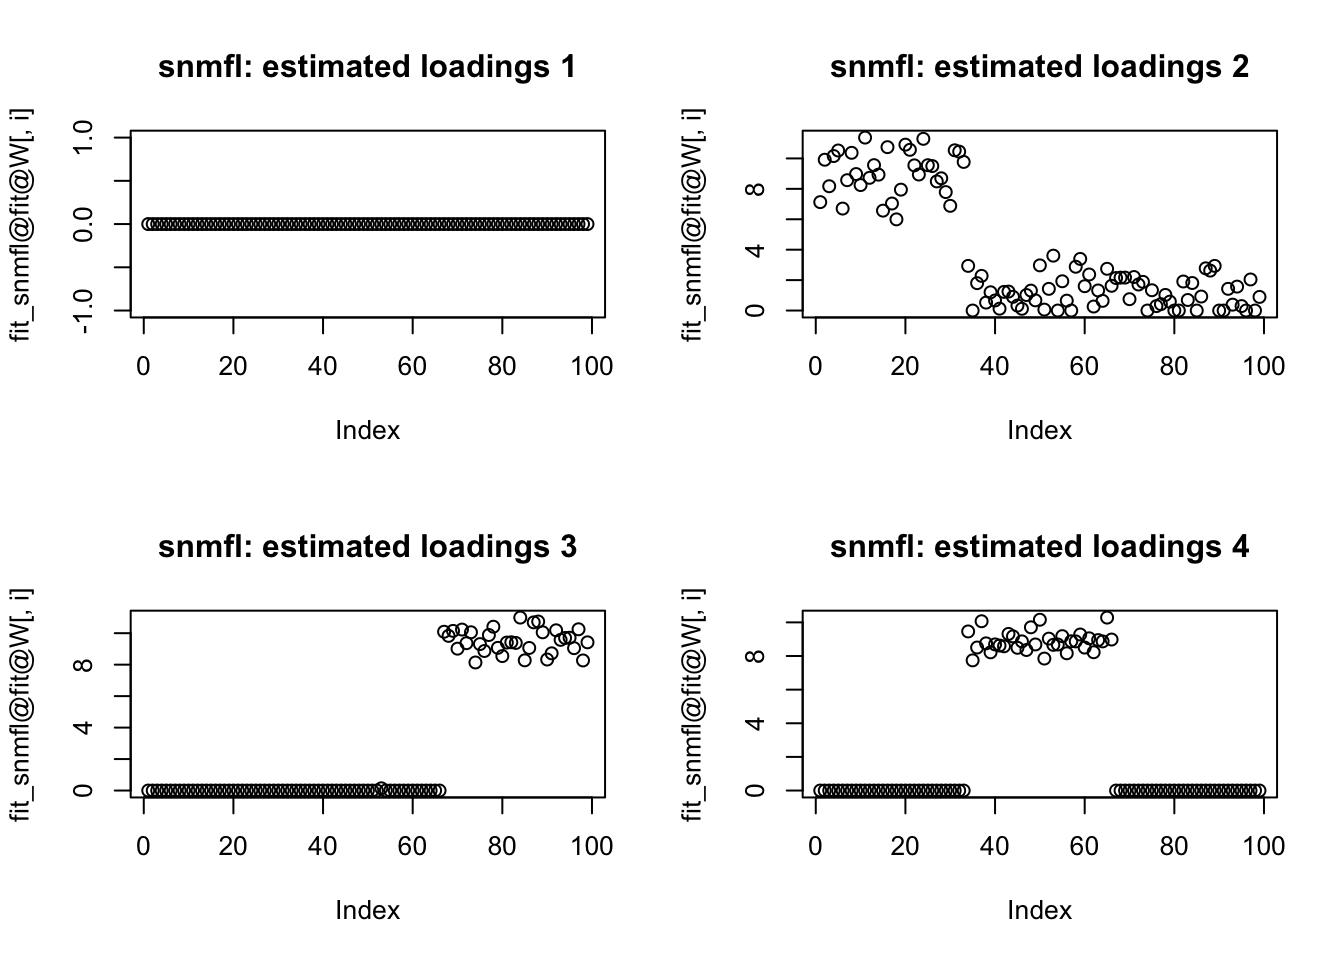 snmfl: estimated loadings 1
fit_snmfl@fit@W[, i]
1.0
0.0
-1.0
0 20 40 60 80 100
Index
snmfl: estimated loadings 2
fit_snmfl@fit@W[, i]
8
4
0
0 20 40 60 80 100
Index
snmfl: estimated loadings 3
fit_snmfl@fit@W[, i]
8
4
0
0 20 40 60 80 100
Index
snmfl: estimated loadings 4
fit_snmfl@fit@W[, i]
8
4
0
0 20 40 60 80 100
Index